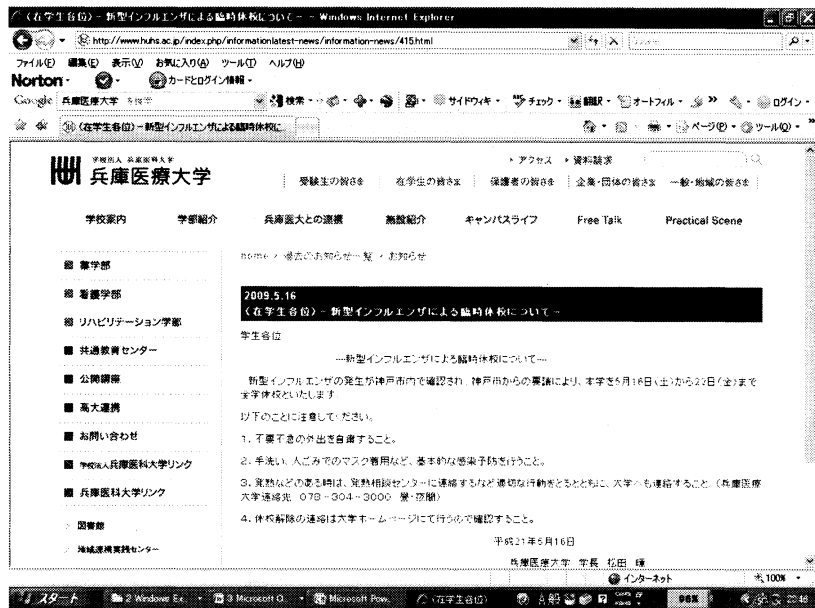 (在学生各位)－新型インフルエンザによる臨時休校について－ - Windows Internet Explorer
http://www.huhs.ac.jp/index.php/informationlatest-news/information-news/415.html
ファイル(F) 編集(E) 表示(V) お気に入り(A) ツール(T) ヘルプ(H)
Norton カードとログイン情報
Google 兵庫医療大学 検索 サイドウィキ チェック 翻訳 オートフィル ログイン
(在学生各位)－新型インフルエンザによる臨時休校に ページ(P) ツール(O)
学校法人 兵庫医科大学
兵庫医療大学
アクセス 資料請求
受験生の皆さま 在学生の皆さま 保護者の皆さま 企業・団体の皆さま 一般・地域の皆さま
学校案内 学部紹介 兵庫医大との連携 施設紹介 キャンパスライフ Free Talk Practical Scene
薬学部
看護学部
リハビリテーション学部
共通教育センター
公開講座
高大連携
お問い合わせ
学校法人兵庫医科大学リンク
兵庫医科大学リンク
図書館
地域連携実践センター
home 過去のお知らせ一覧 お知らせ
2009.5.16
(在学生各位)－新型インフルエンザによる臨時休校について－
学生各位
―新型インフルエンザによる臨時休校について―
新型インフルエンザの発生が神戸市内で確認され、神戸市からの要請により、本学を5月16日(土)から22日(金)まで
全学休校といたします
以下のことに注意してください。
1. 不要不急の外出を自粛すること。
2. 手洗い、人ごみでのマスク着用など、基本的な感染予防を行うこと。
3. 発熱などのある時は、発熱相談センターに連絡するなど適切な行動をとるとともに、大学へも連絡すること。(兵庫医療
大学連絡先 078－304－3000 昼・夜間)
4. 休校解除の連絡は大学ホームページにて行うので確認すること。
平成21年5月16日
兵庫医療大学 学長 松田 暉
インターネット 100%
スタート 2 Windows Ex... 3 Microsoft O... Microsoft Pow... (在学生各位) A 般 96% 20:46